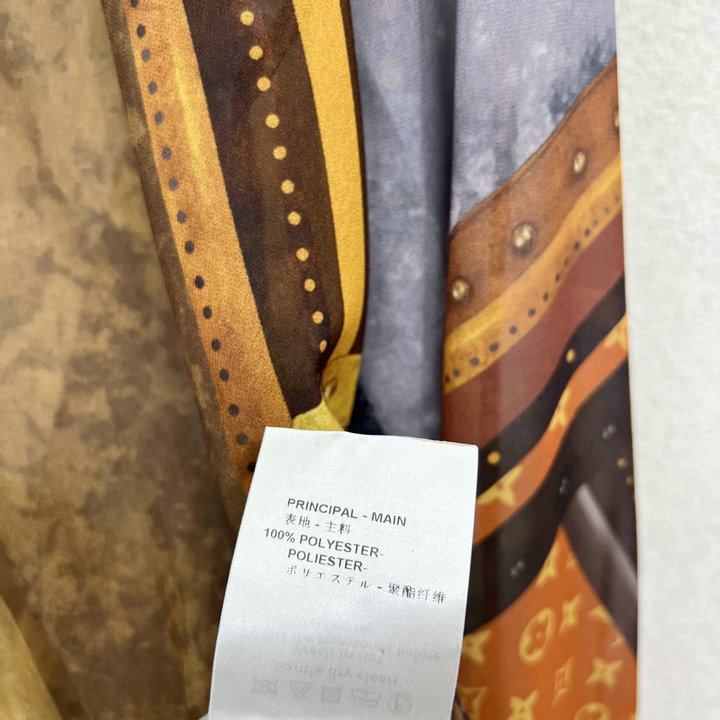 PRINCIPAL - MAIN
表地 - 主料
100% POLYESTER-
POLIESTER-
ポリエステル - 聚酯纤维